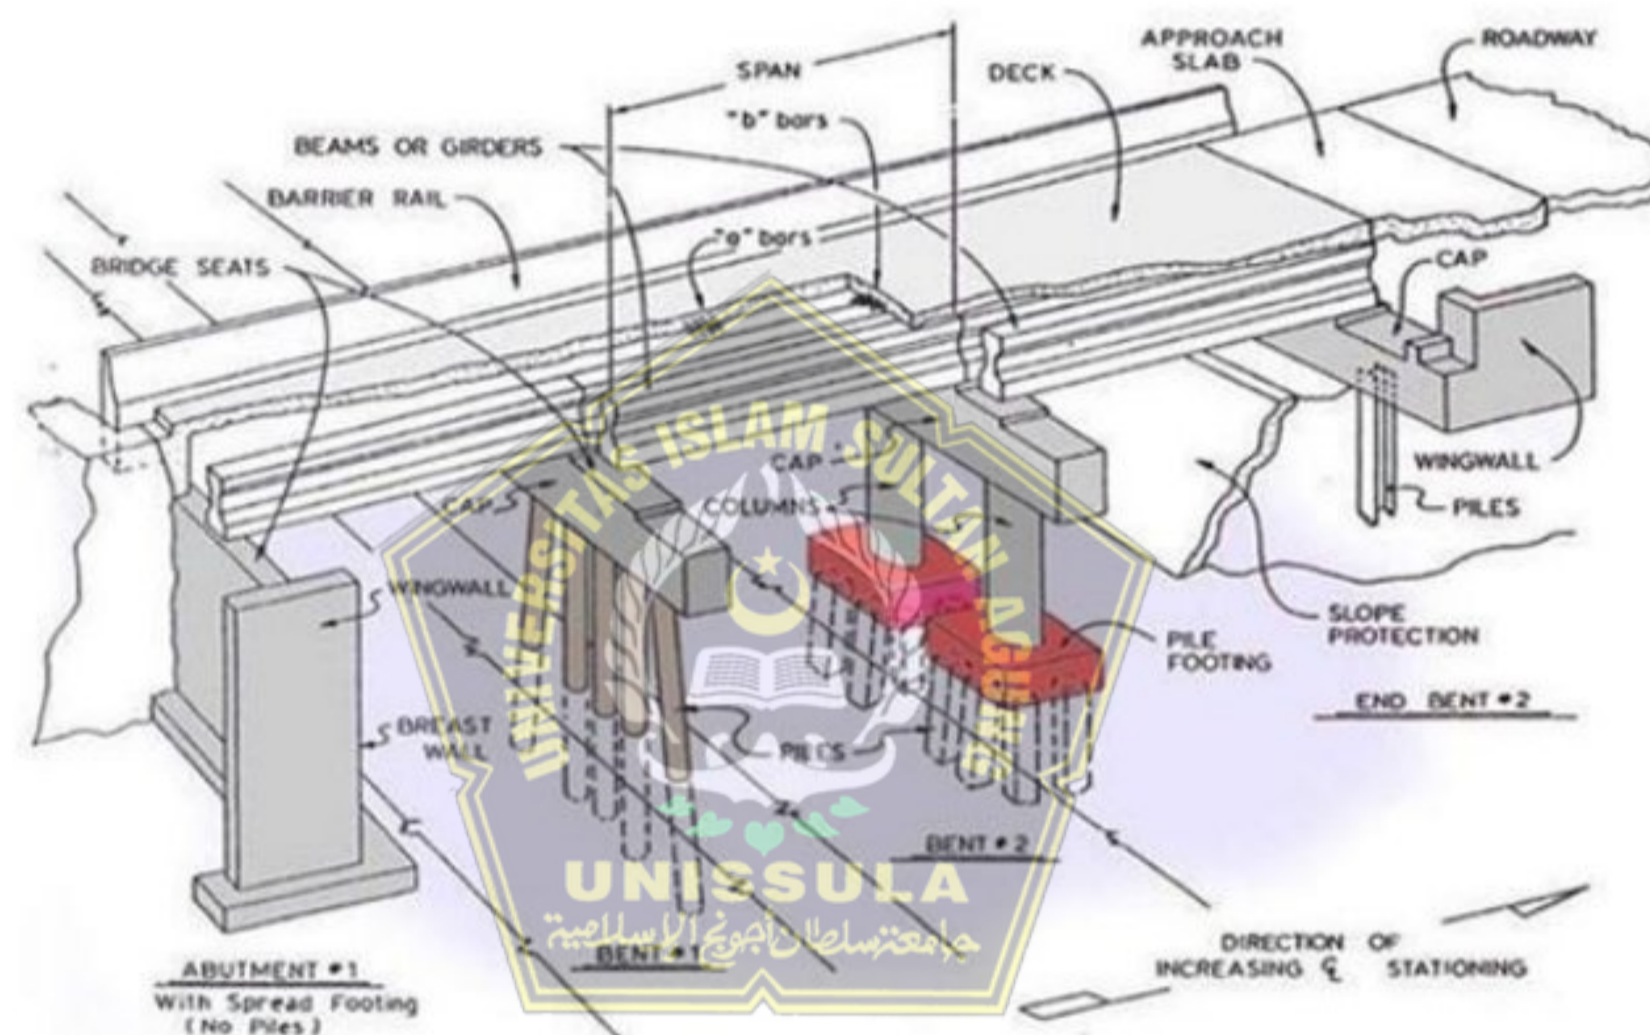 APPROACH
SLAB
ROADWAY
SPAN
DECK
"b" bars
BEAMS OR GIRDERS
BARRIER RAIL
"a" bars
BRIDGE SEATS
CAP
CAP
CAP
COLUMNS
WINGWALL
PILES
WINGWALL
SLOPE
PROTECTION
PILE
FOOTING
END BENT #2
BREAST
WALL
PILES
BENT #2
BENT #1
ABUTMENT #1
With Spread Footing
(No Piles)
DIRECTION OF
INCREASING ℄ STATIONING
UNIVERSITAS ISLAM SULTAN AGUNG
UNISSULA
جامعتسلطان أجونج الإسلامية